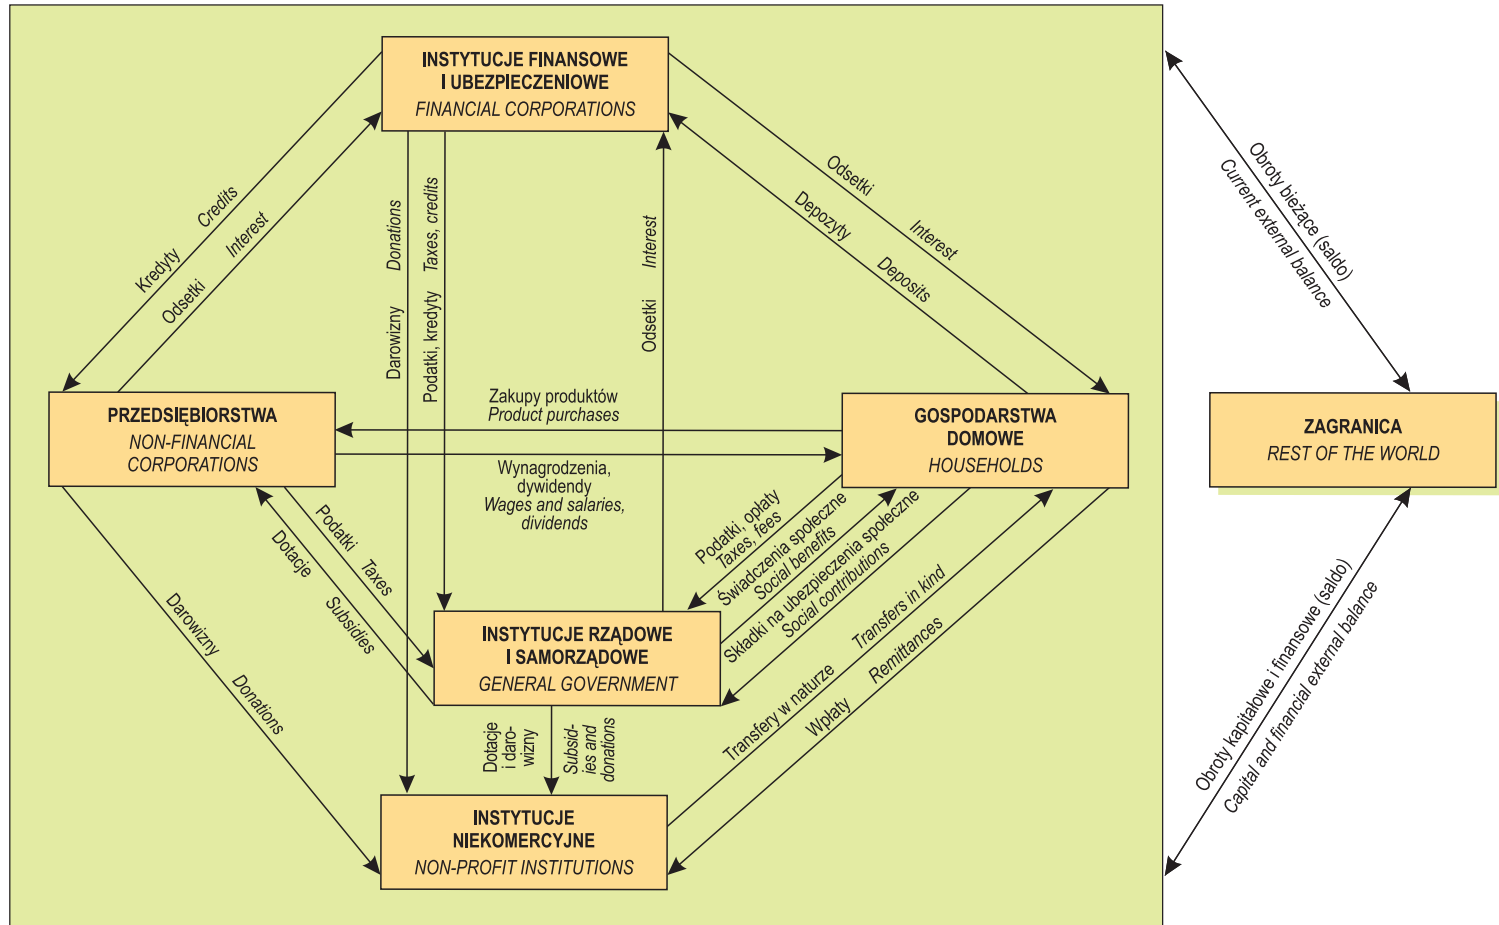 INSTYTUCJE FINANSOWE
I UBEZPIECZENIOWE
FINANCIAL CORPORATIONS
Kredyty Credits
Odsetki Interest
Darowizny Donations
Podatki, kredyty Taxes, credits
Odsetki Interest
Depozyty Deposits
Odsetki Interest
Obroty bieżące (saldo)
Current external balance
PRZEDSIĘBIORSTWA
NON-FINANCIAL
CORPORATIONS
Zakupy produktów
Product purchases
Wynagrodzenia,
dywidendy
Wages and salaries,
dividends
GOSPODARSTWA
DOMOWE
HOUSEHOLDS
ZAGRANICA
REST OF THE WORLD
Darowizny Donations
Dotacje Subsidies
Podatki Taxes
Podatki, opłaty
Taxes, fees
Świadczenia społeczne
Social benefits
Składki na ubezpieczenia społeczne
Social contributions
Transfery w naturze Transfers in kind
Wpłaty Remittances
INSTYTUCJE RZĄDOWE
I SAMORZĄDOWE
GENERAL GOVERNMENT
Dotacje
i daro-
wizny
Subsid-
ies and
donations
INSTYTUCJE
NIEKOMERCYJNE
NON-PROFIT INSTITUTIONS
Obroty kapitałowe i finansowe (saldo)
Capital and financial external balance